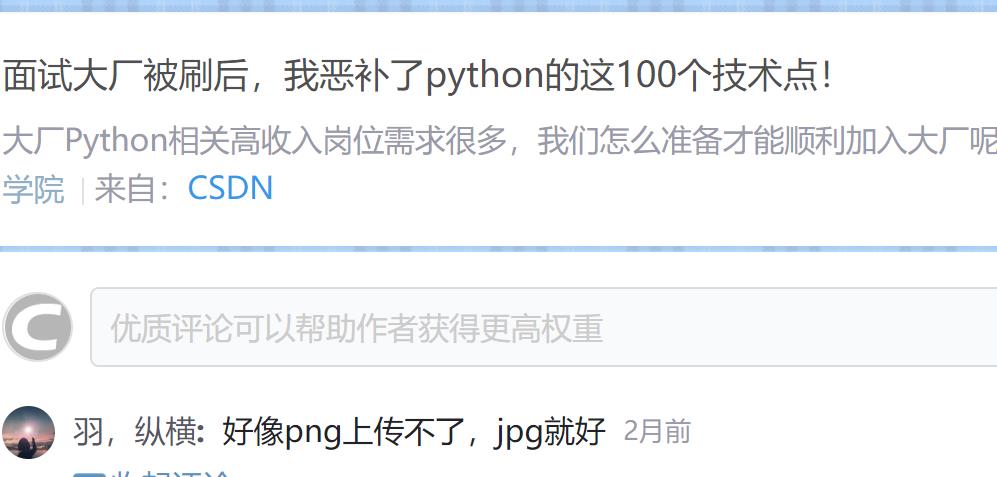 面试大厂被刷后，我恶补了python的这100个技术点！
大厂Python相关高收入岗位需求很多，我们怎么准备才能顺利加入大厂呢
学院 | 来自：CSDN
优质评论可以帮助作者获得更高权重
羽，纵横: 好像png上传不了，jpg就好 2月前